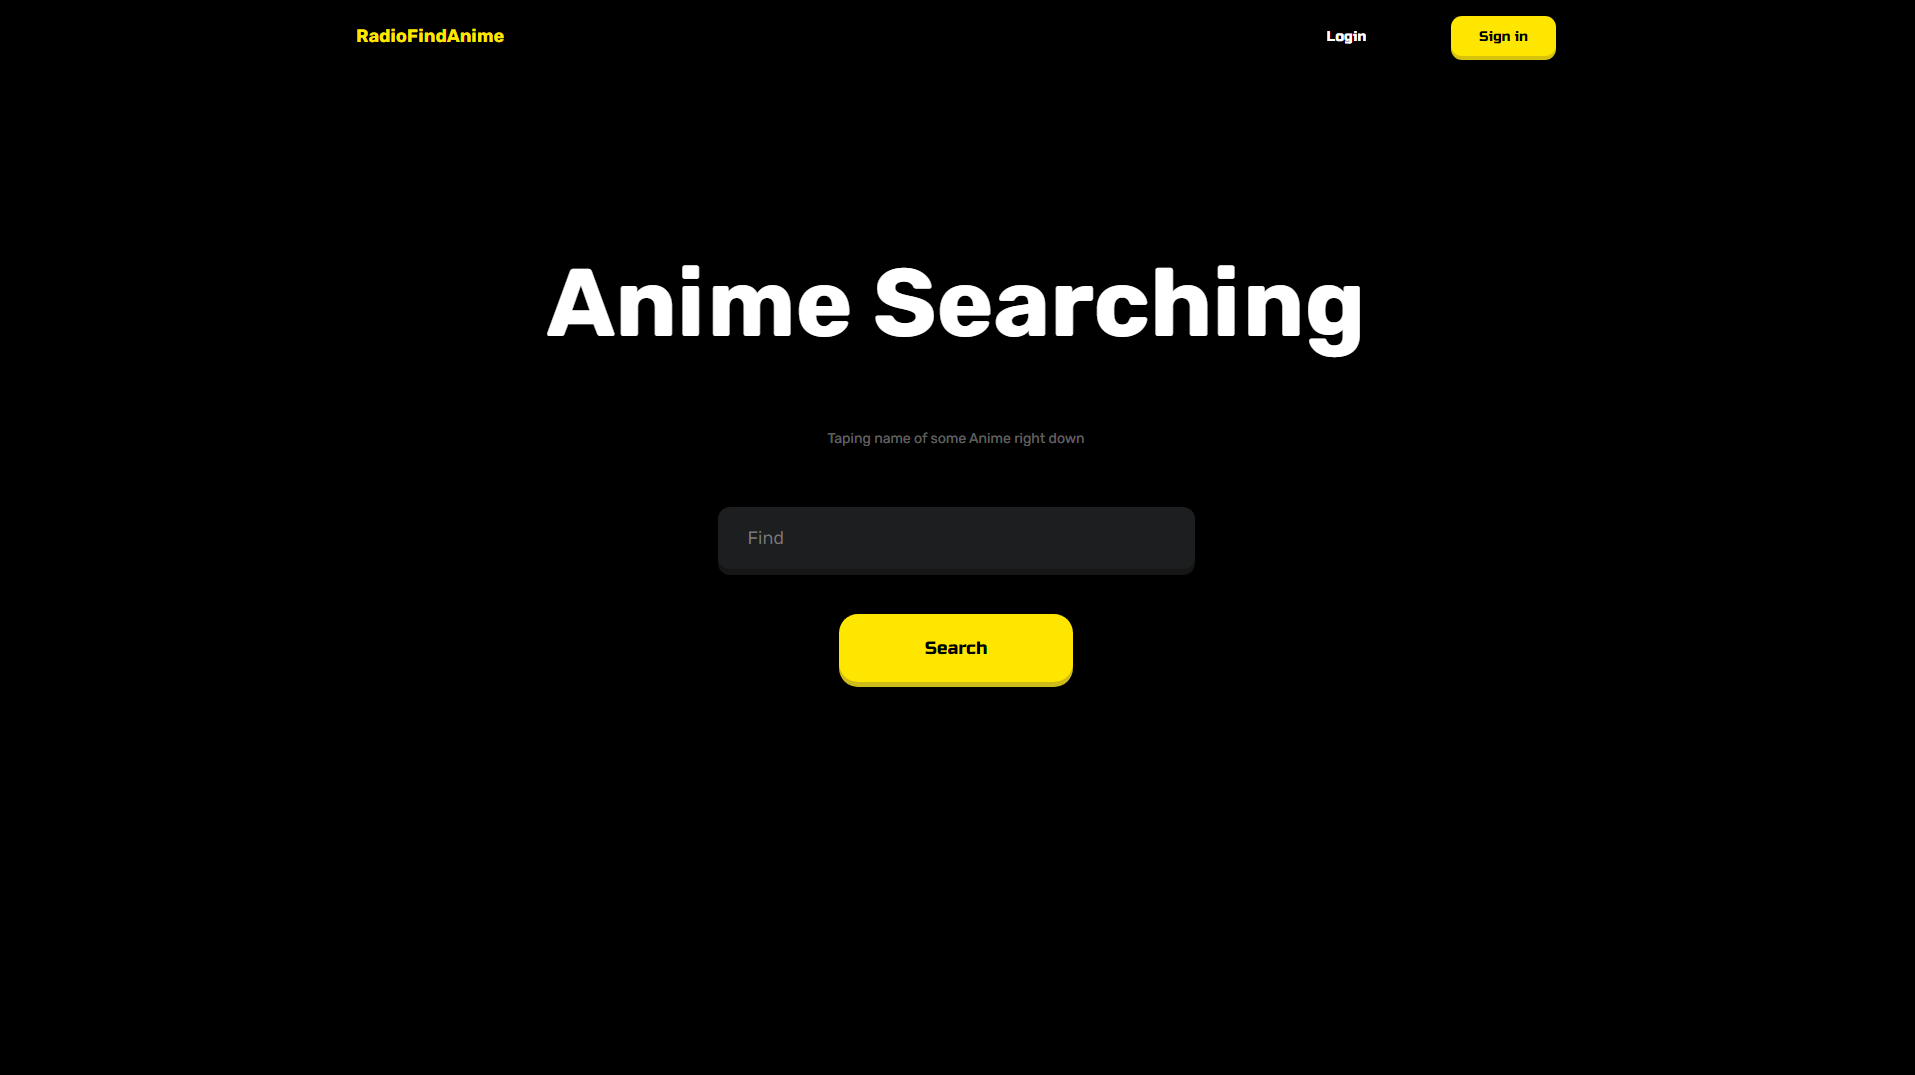 RadioFindAnime
Login
Sign in
Anime Searching
Taping name of some Anime right down
Find
Search